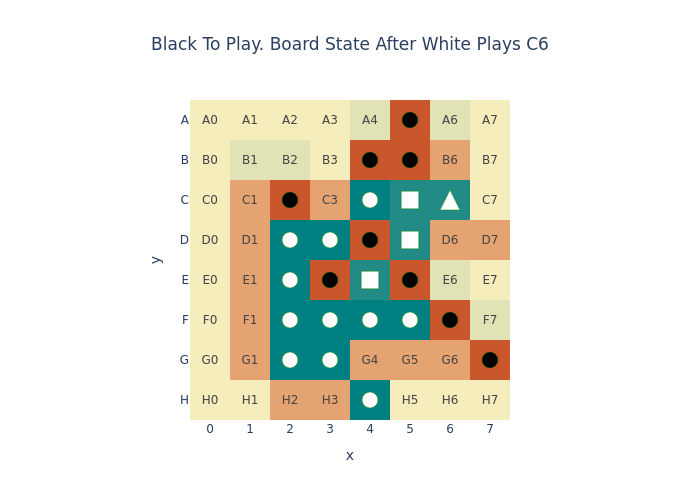 Black To Play. Board State After White Plays C6
A A0 A1 A2 A3 A4 A6 A7
B B0 B1 B2 B3 B6 B7
C C0 C1 C3 C7
D D0 D1 D6 D7
y
E E0 E1 E6 E7
F F0 F1 F7
G G0 G1 G4 G5 G6
H H0 H1 H2 H3 H5 H6 H7
0 1 2 3 4 5 6 7
x